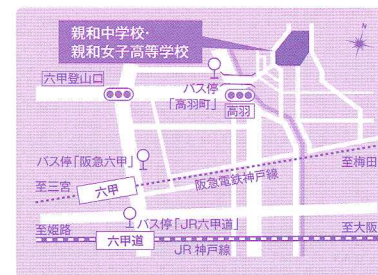 N
親和中学校・
親和女子高等学校
六甲登山口
バス停
「高羽町」
高羽
バス停「阪急六甲」
至梅田
至三宮
六甲
阪急電鉄神戸線
バス停「JR六甲道」
至姫路
至大阪
六甲道
JR神戸線